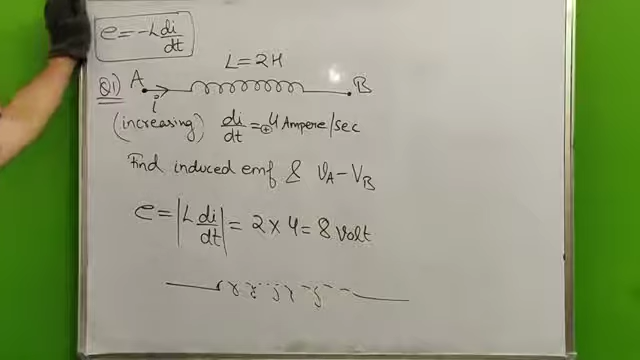 e = -L di/dt
L = 2H
Q1) A i B
(increasing) di/dt = ⊕4 Ampere/sec
Find induced emf & VA - VB
e = |L di/dt| = 2 × 4 = 8 Volt